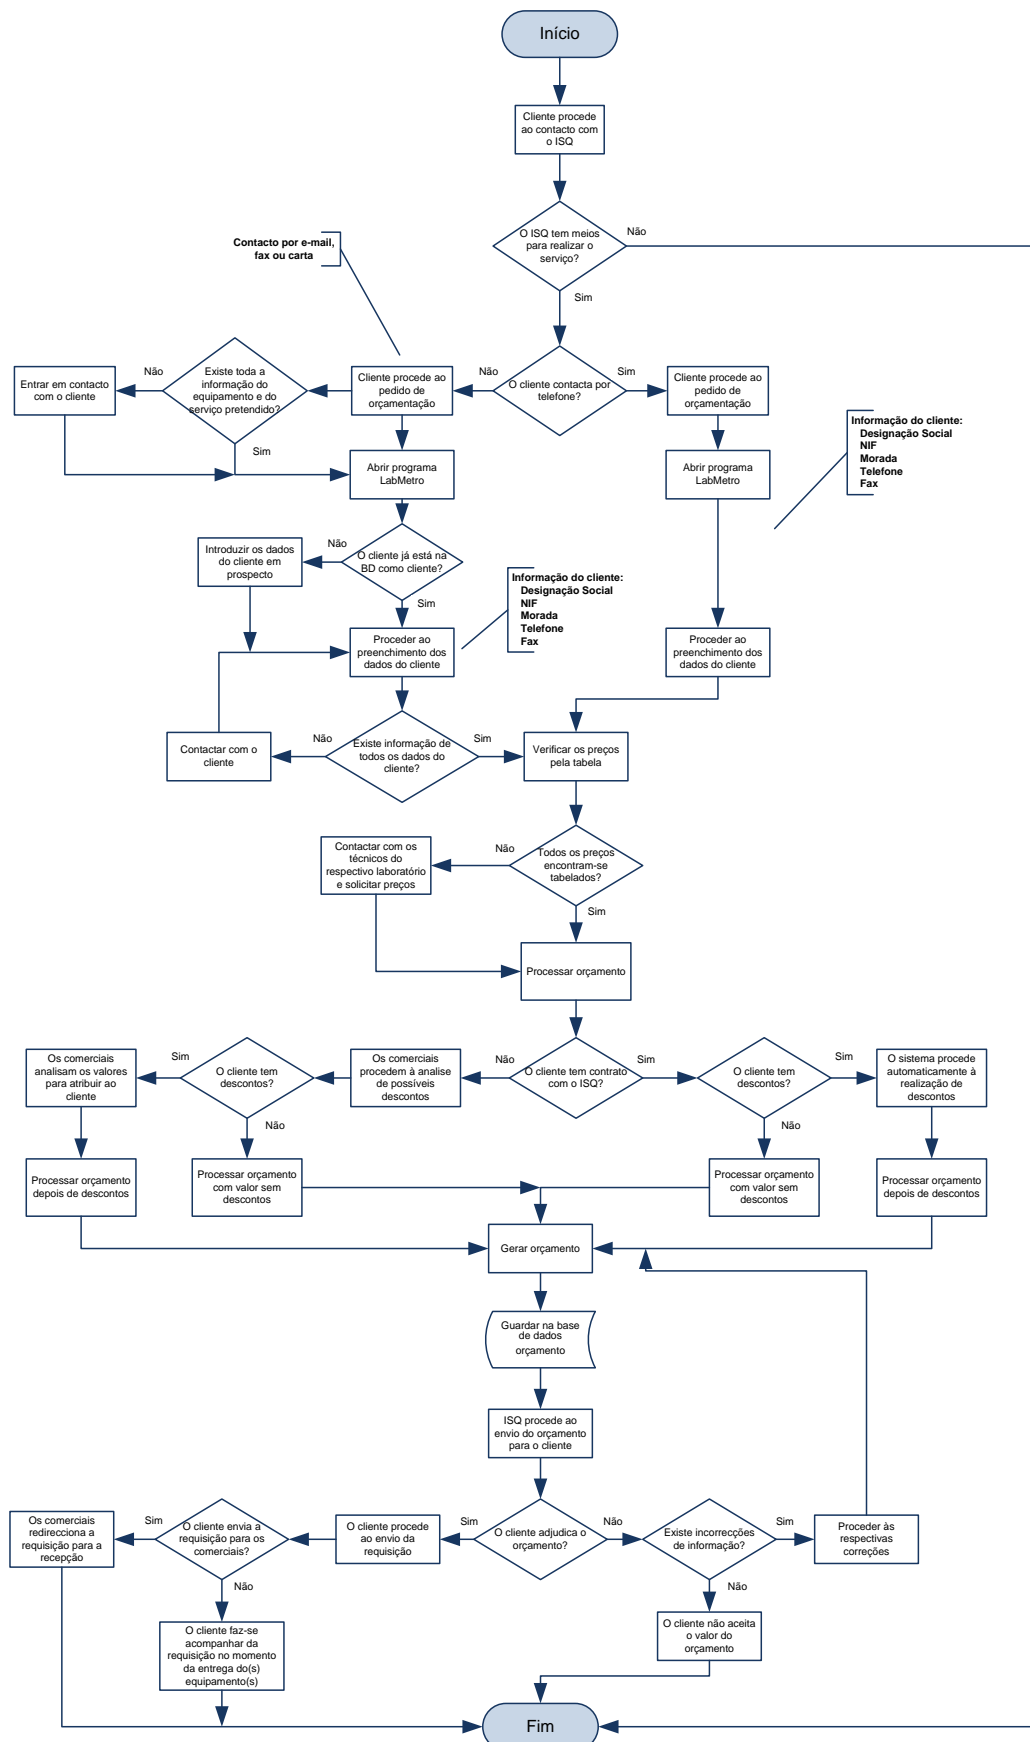 Início
Cliente procede
ao contacto com
o ISQ
O ISQ tem meios
para realizar o
serviço?
Não
Sim
Contacto por e-mail,
fax ou carta
Entrar em contacto
com o cliente
Não
Existe toda a
informação do
equipamento e do
serviço pretendido?
Sim
Cliente procede ao
pedido de
orçamentação
Não
O cliente contacta por
telefone?
Sim
Cliente procede ao
pedido de
orçamentação
Informação do cliente:
Designação Social
NIF
Morada
Telefone
Fax
Abrir programa
LabMetro
Abrir programa
LabMetro
Introduzir os dados
do cliente em
prospecto
Não
O cliente já está na
BD como cliente?
Sim
Informação do cliente:
Designação Social
NIF
Morada
Telefone
Fax
Proceder ao
preenchimento dos
dados do cliente
Proceder ao
preenchimento dos
dados do cliente
Contactar com o
cliente
Não
Existe informação de
todos os dados do
cliente?
Sim
Verificar os preços
pela tabela
Contactar com os
técnicos do
respectivo laboratório
e solicitar preços
Não
Todos os preços
encontram-se
tabelados?
Sim
Processar orçamento
Os comerciais
analisam os valores
para atribuir ao
cliente
Sim
O cliente tem
descontos?
Não
Os comerciais
procedem à analise
de possíveis
descontos
Não
O cliente tem contrato
com o ISQ?
Sim
O cliente tem
descontos?
Não
Sim
O sistema procede
automaticamente à
realização de
descontos
Processar orçamento
depois de descontos
Processar orçamento
com valor sem
descontos
Processar orçamento
com valor sem
descontos
Processar orçamento
depois de descontos
Gerar orçamento
Guardar na base
de dados
orçamento
ISQ procede ao
envio do orçamento
para o cliente
Os comerciais
redirecciona a
requisição para a
recepção
Sim
O cliente envia a
requisição para os
comerciais?
Não
O cliente procede
ao envio da
requisição
Sim
O cliente adjudica o
orçamento?
Não
Existe incorrecções
de informação?
Sim
Não
Proceder às
respectivas
correções
O cliente faz-se
acompanhar da
requisição no momento
da entrega do(s)
equipamento(s)
O cliente não aceita
o valor do
orçamento
Fim